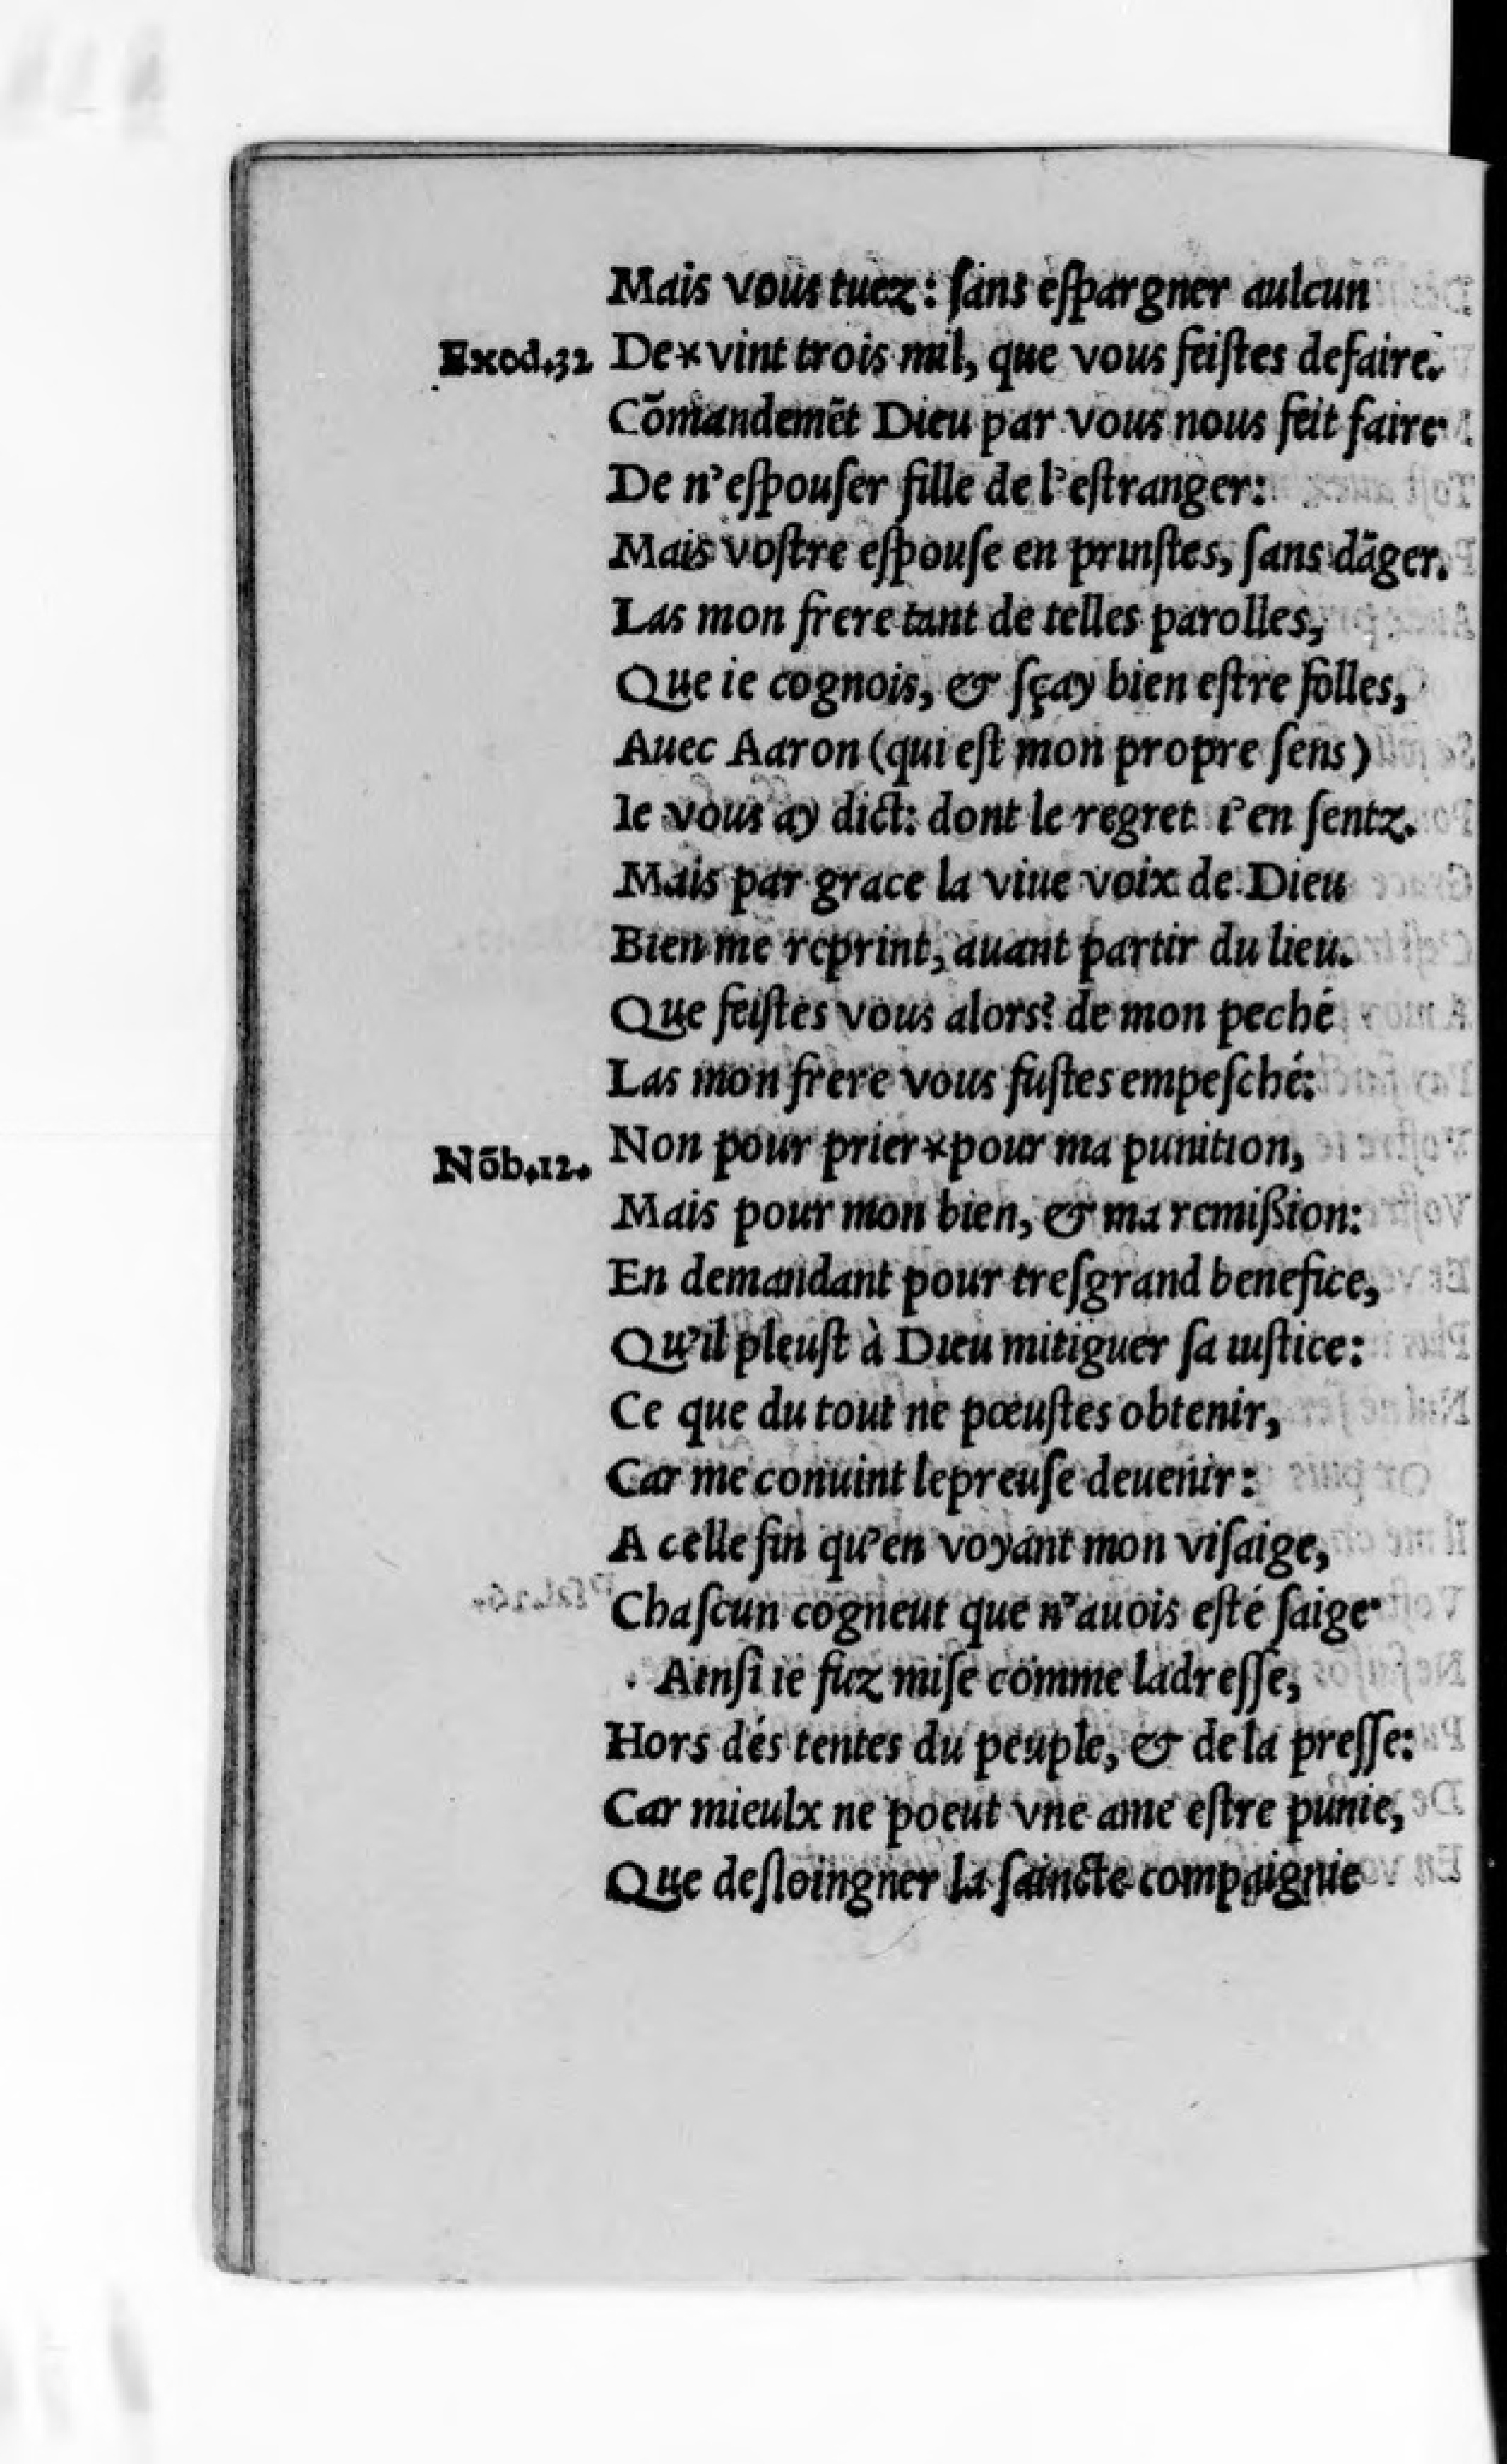 Mais vous tuez: ſans eſpargner aulcun
Exod.32 De* vint trois mil, que vous feiſtes defaire.
Cõmandemẽt Dieu par vous nous feit faire
De n'eſpouſer fille de l'eſtranger:
Mais voſtre eſpouſe en prinſtes, ſans dãger.
Las mon frere tant de telles parolles,
Que ie cognois, & ſçay bien eſtre folles,
Auec Aaron (qui eſt mon propre ſens)
Ie vous ay dict: dont le regret i'en ſentz.
Mais par grace la viue voix de Dieu
Bien me reprint, auant partir du lieu.
Que feiſtes vous alors? de mon peché
Las mon frere vous fuſtes empeſché:
Nõb.12. Non pour prier *pour ma punition,
Mais pour mon bien, & ma remiſſion:
En demandant pour treſgrand benefice,
Qu'il pleuſt à Dieu mitiguer ſa iuſtice:
Ce que du tout ne pœuſtes obtenir,
Car me conuint lepreuſe deuenir:
A celle fin qu'en voyant mon viſaige,
Chaſcun cogneut que n'auois eſté ſaige
Ainſi ie fuz miſe comme ladreſſe,
Hors dés tentes du peuple, & de la preſſe:
Car mieulx ne poeut vne ame eſtre punie,
Que deſloingner la ſaincte compaignie